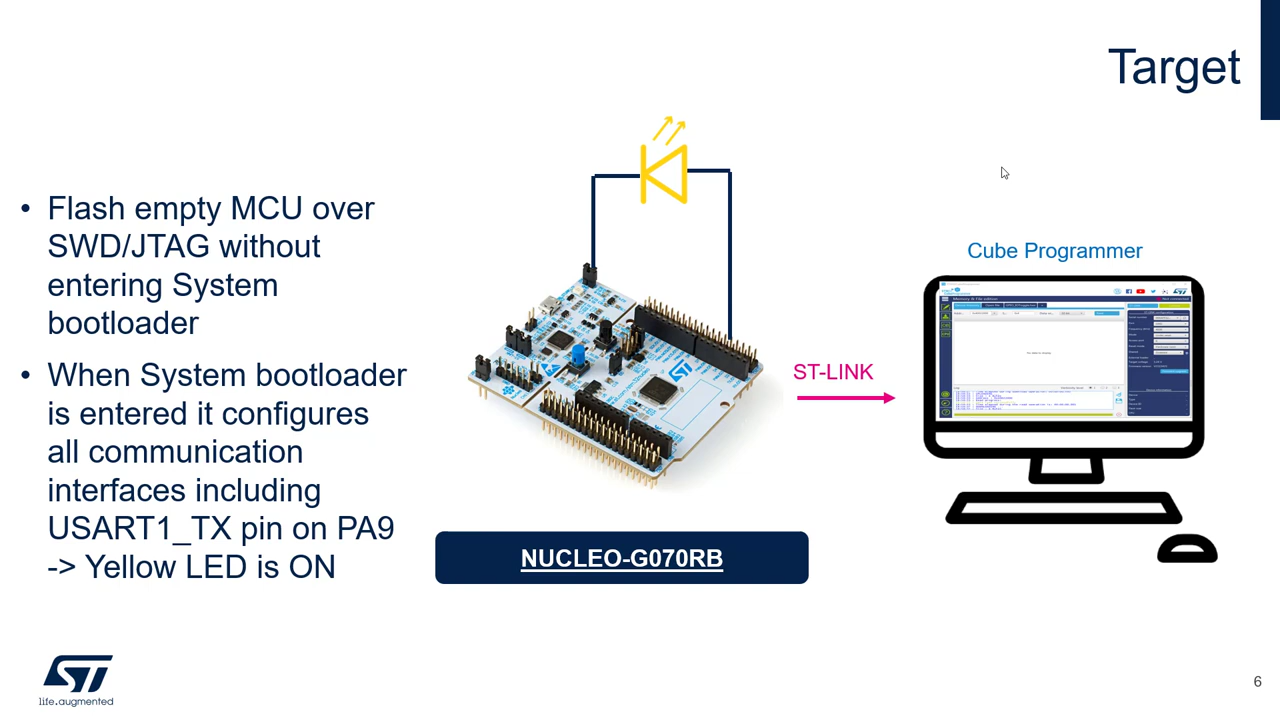 Target
• Flash empty MCU over
SWD/JTAG without
entering System
bootloader
• When System bootloader
is entered it configures
all communication
interfaces including
USART1_TX pin on PA9
-> Yellow LED is ON
Cube Programmer
ST-LINK
NUCLEO-G070RB
ST
life.augmented
6